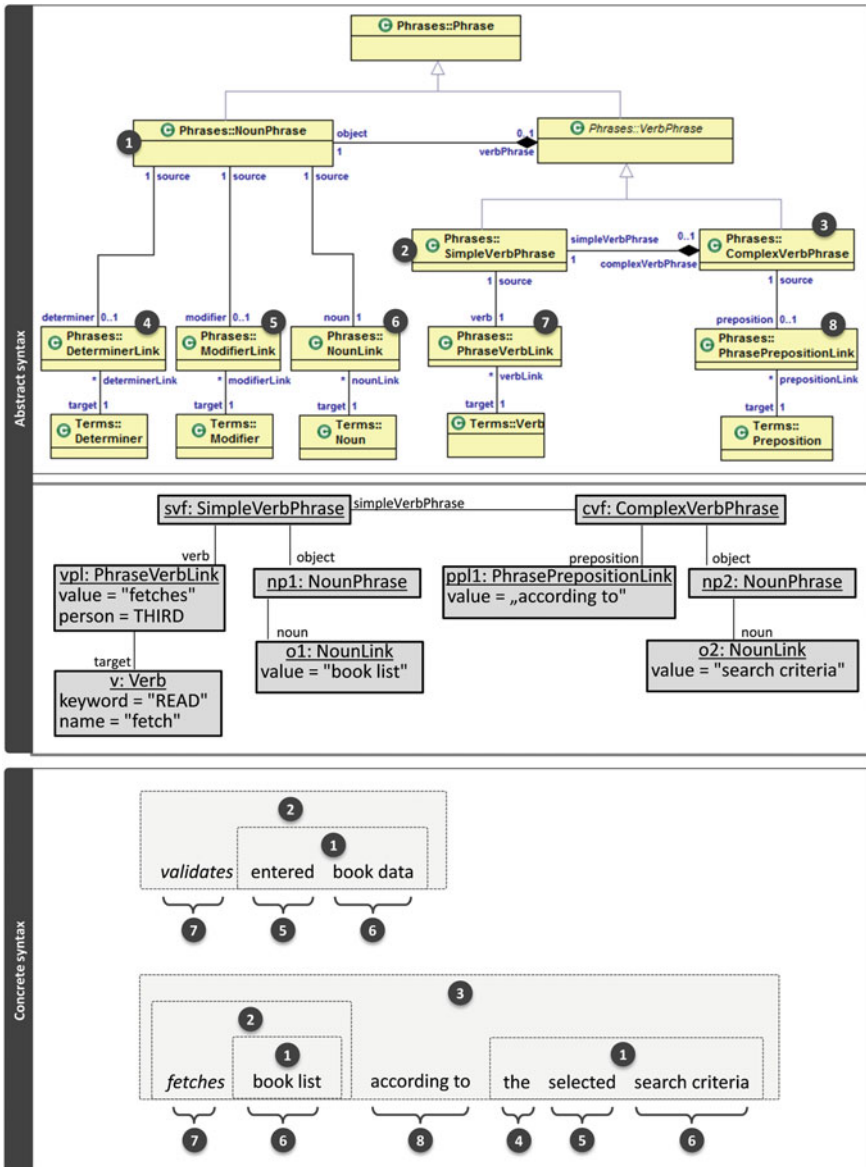 Abstract syntax
C Phrases::Phrase
1
C Phrases::NounPhrase
object
1
0..1
verbPhrase
C Phrases::VerbPhrase
1 source
1 source
1 source
2
C Phrases::
SimpleVerbPhrase
simpleVerbPhrase
1
0..1
complexVerbPhrase
3
C Phrases::
ComplexVerbPhrase
1 source
1 source
determiner 0..1
4
modifier 0..1
5
noun 1
6
verb 1
7
preposition 0..1
8
C Phrases::
DeterminerLink
C Phrases::
ModifierLink
C Phrases::
NounLink
C Phrases::
PhraseVerbLink
C Phrases::
PhrasePrepositionLink
* determinerLink
* modifierLink
* nounLink
* verbLink
* prepositionLink
target 1
target 1
target 1
target 1
target 1
C Terms::
Determiner
C Terms::
Modifier
C Terms::
Noun
C Terms::Verb
C Terms::
Preposition
svf: SimpleVerbPhrase
simpleVerbPhrase
cvf: ComplexVerbPhrase
verb
object
preposition
object
vpl: PhraseVerbLink
value = "fetches"
person = THIRD
np1: NounPhrase
ppl1: PhrasePrepositionLink
value = „according to"
np2: NounPhrase
noun
noun
o1: NounLink
value = "book list"
o2: NounLink
value = "search criteria"
target
v: Verb
keyword = "READ"
name = "fetch"
Concrete syntax
2
1
validates entered book data
7 5 6
3
2
1 1
fetches book list according to the selected search criteria
7 6 8 4 5 6